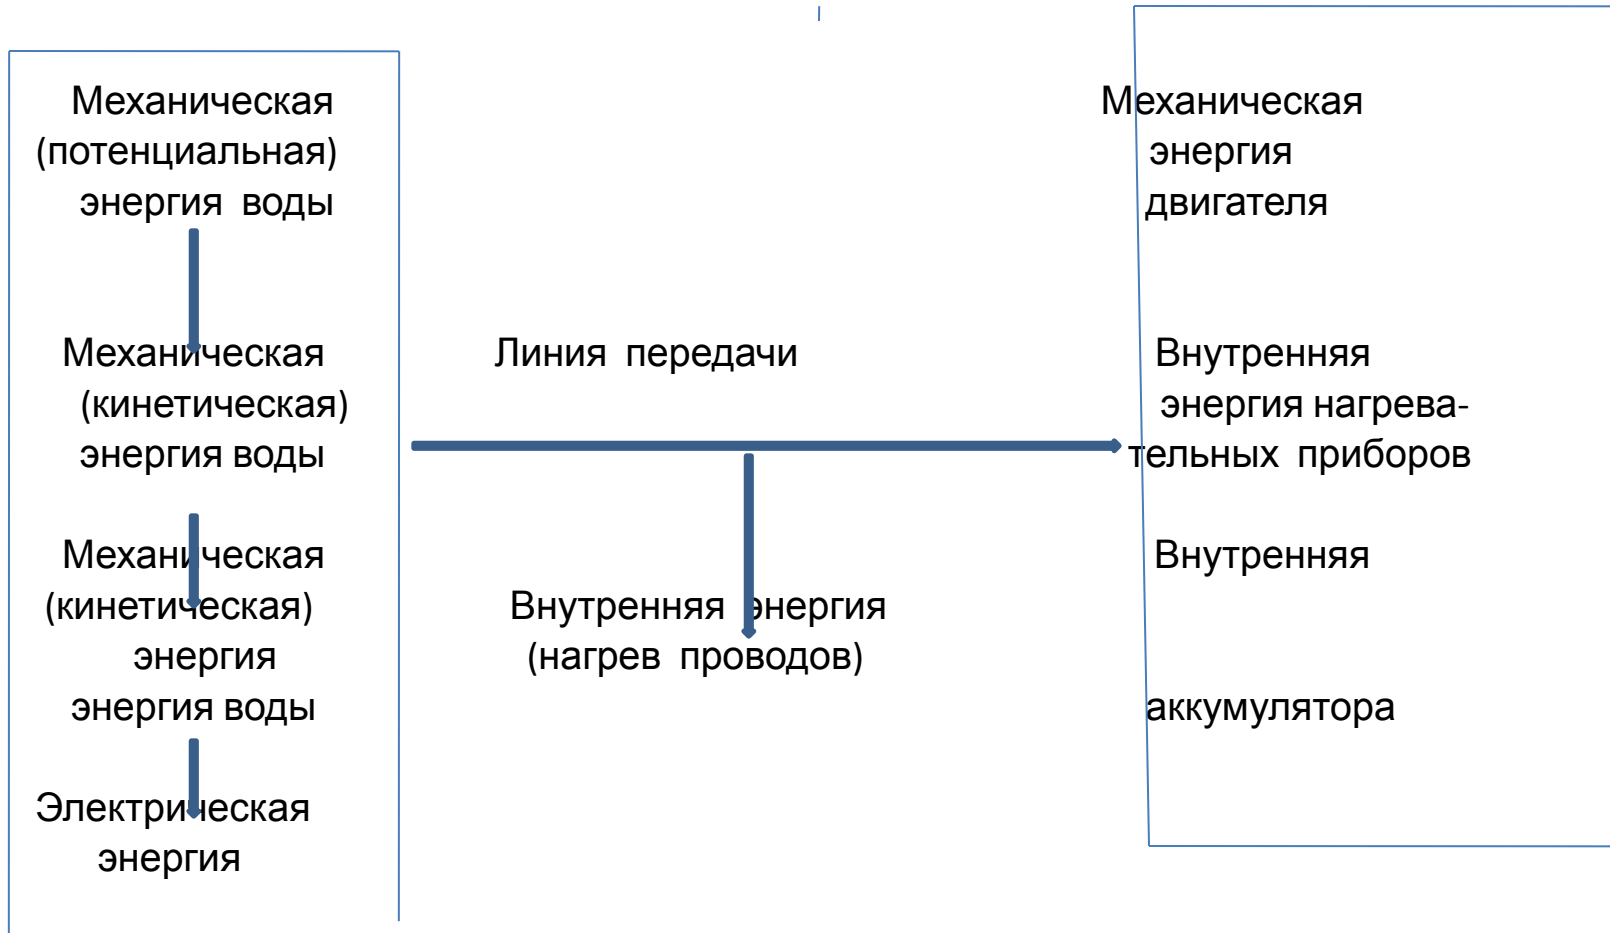 Механическая
(потенциальная)
энергия воды
Механическая
(кинетическая)
энергия воды
Механическая
(кинетическая)
энергия
энергия воды
Электрическая
энергия
Линия передачи
Внутренняя энергия
(нагрев проводов)
Механическая
энергия
двигателя
Внутренняя
энергия нагрева-
тельных приборов
Внутренняя
аккумулятора